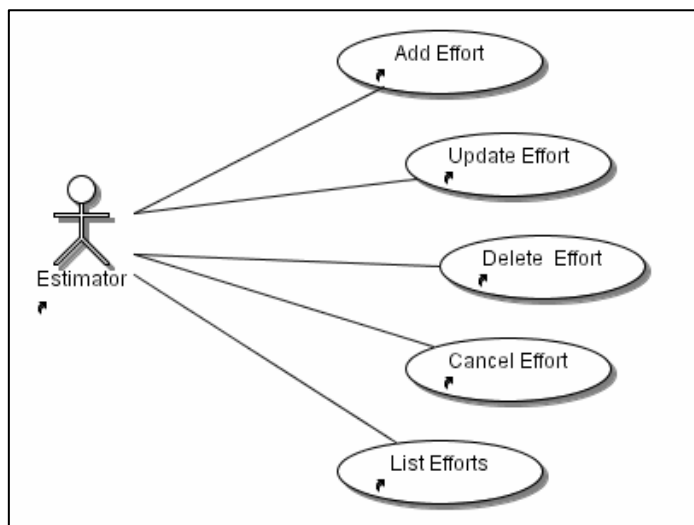 Add Effort
Update Effort
Delete Effort
Estimator
Cancel Effort
List Efforts